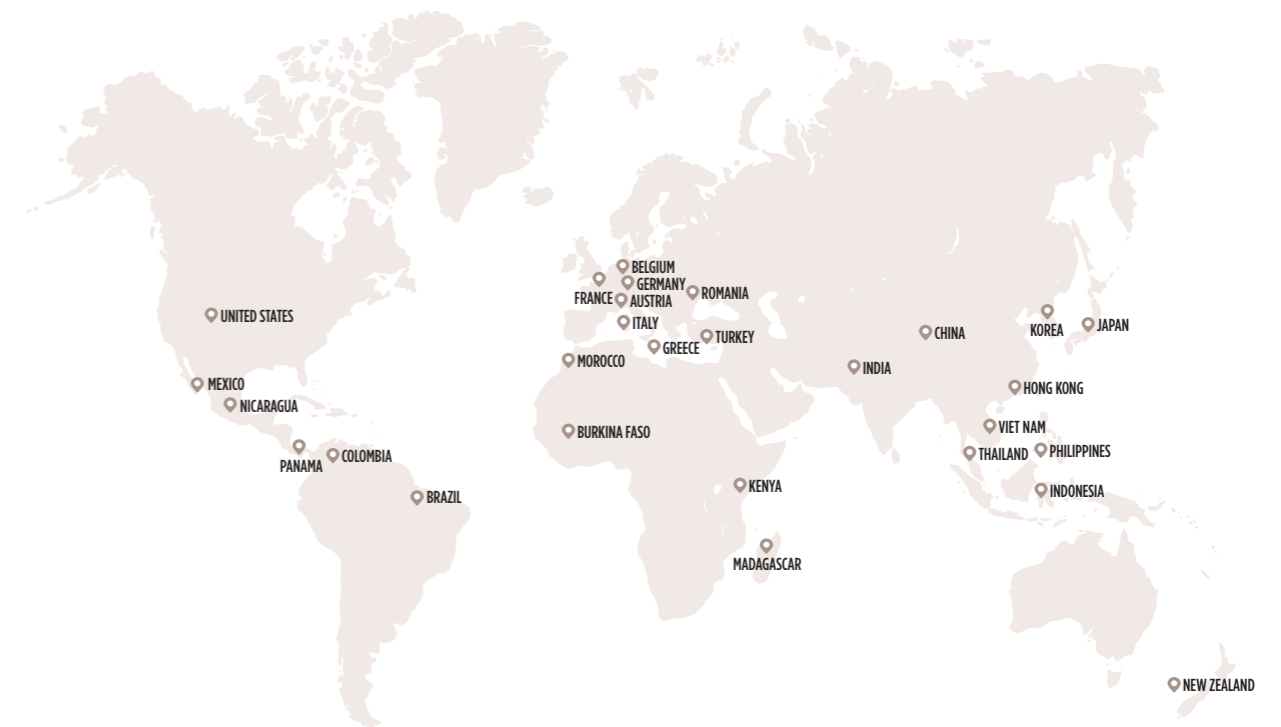 BELGIUM
GERMANY
FRANCE
AUSTRIA
ROMANIA
UNITED STATES
ITALY
TURKEY
GREECE
CHINA
KOREA
JAPAN
MOROCCO
INDIA
MEXICO
HONG KONG
NICARAGUA
BURKINA FASO
VIET NAM
PANAMA
COLOMBIA
THAILAND
PHILIPPINES
BRAZIL
KENYA
INDONESIA
MADAGASCAR
NEW ZEALAND